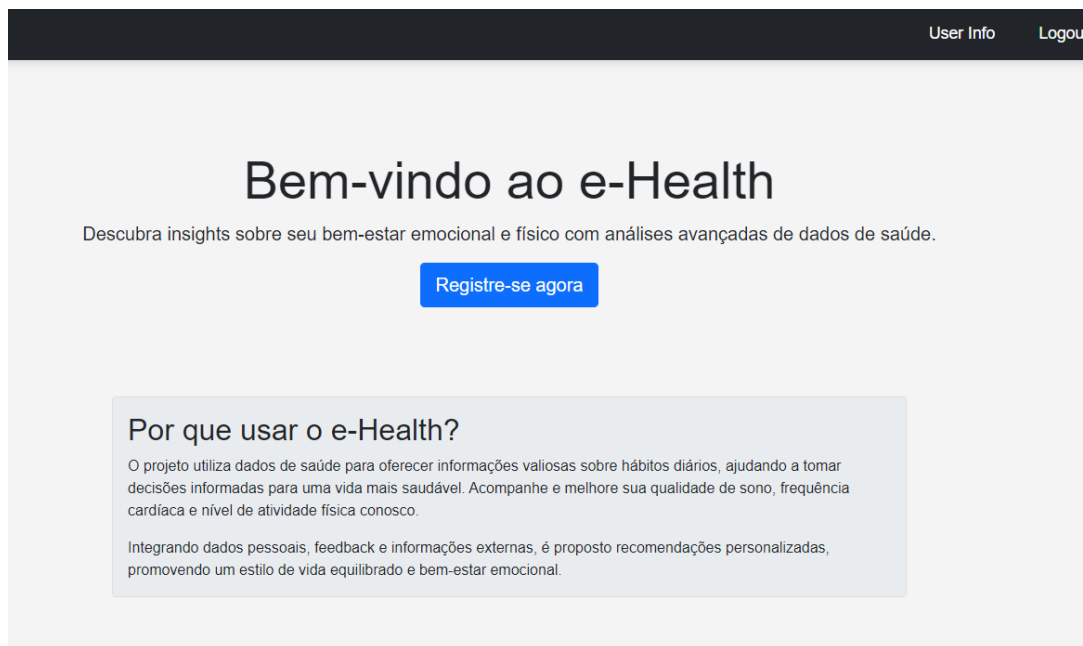 User Info Logou
Bem-vindo ao e-Health
Descubra insights sobre seu bem-estar emocional e físico com análises avançadas de dados de saúde.
Registre-se agora
Por que usar o e-Health?
O projeto utiliza dados de saúde para oferecer informações valiosas sobre hábitos diários, ajudando a tomar
decisões informadas para uma vida mais saudável. Acompanhe e melhore sua qualidade de sono, frequência
cardíaca e nível de atividade física conosco.
Integrando dados pessoais, feedback e informações externas, é proposto recomendações personalizadas,
promovendo um estilo de vida equilibrado e bem-estar emocional.